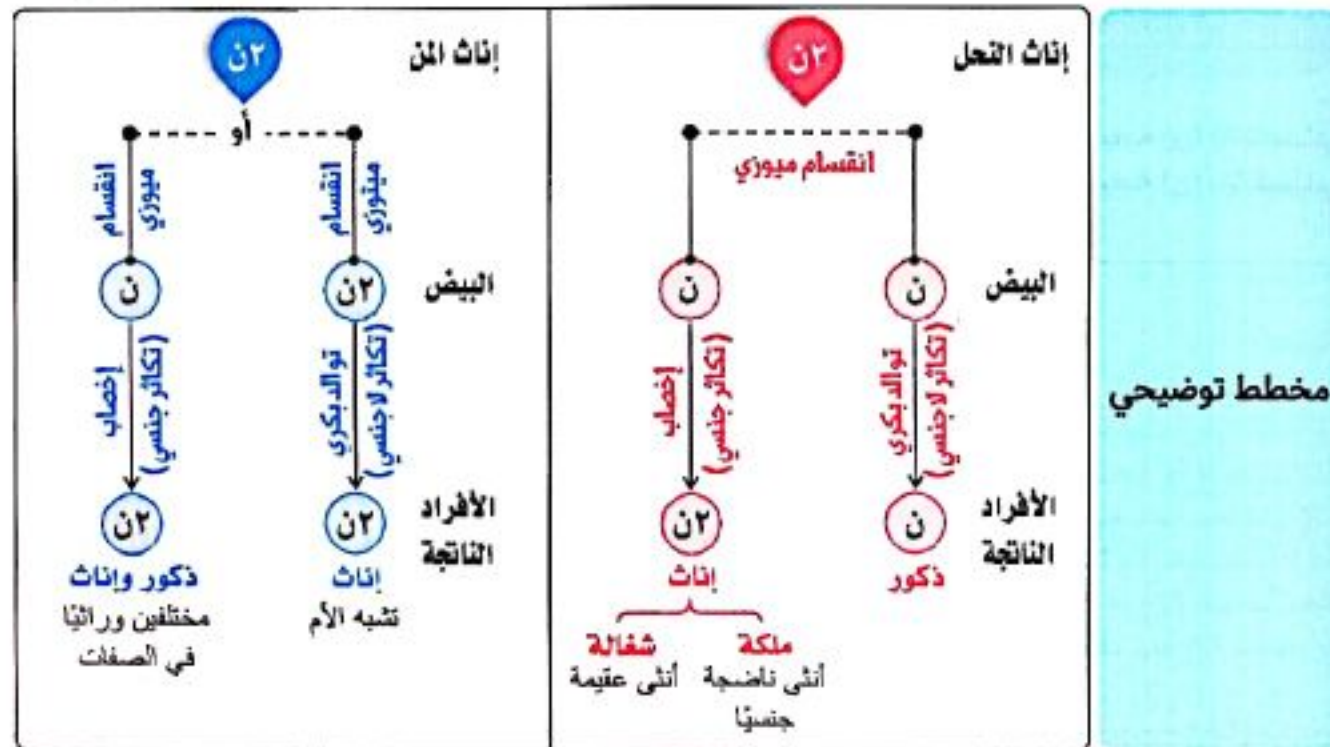 مخطط توضيحي
إناث النحل
٢ن
انقسام ميوزي
البيض
ن
ن
توالد بكري
(تكاثر لاجنسي)
إخصاب
(تكاثر جنسي)
الأفراد
الناتجة
ن
٢ن
ذكور
إناث
ملكة
شغالة
أنثى ناضجة
جنسيًا
أنثى عقيمة
إناث المن
٢ن
أو
انقسام
ميتوزي
انقسام
ميوزي
البيض
٢ن
ن
توالد بكري
(تكاثر لاجنسي)
إخصاب
(تكاثر جنسي)
الأفراد
الناتجة
٢ن
٢ن
إناث
تشبه الأم
ذكور وإناث
مختلفين وراثيًا
في الصفات